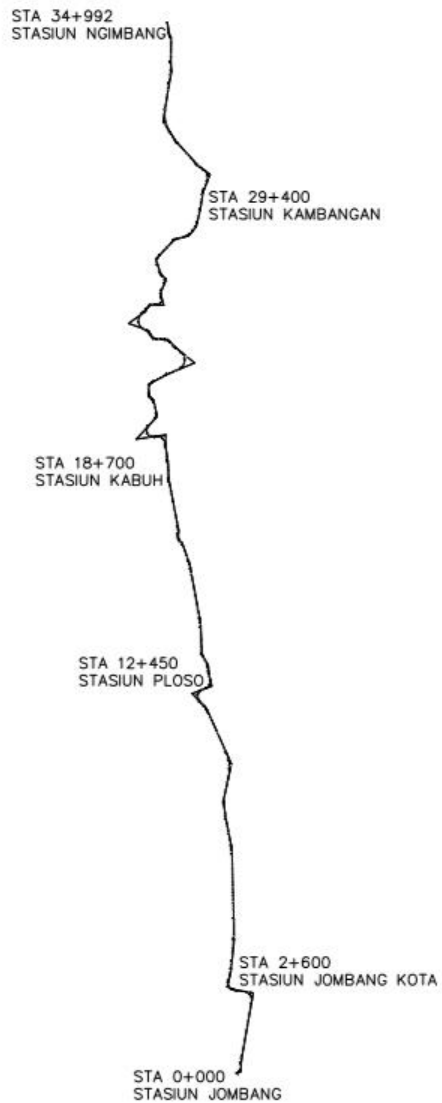 STA 34+992
STASIUN NGIMBANG
STA 29+400
STASIUN KAMBANGAN
STA 18+700
STASIUN KABUH
STA 12+450
STASIUN PLOSO
STA 2+600
STASIUN JOMBANG KOTA
STA 0+000
STASIUN JOMBANG